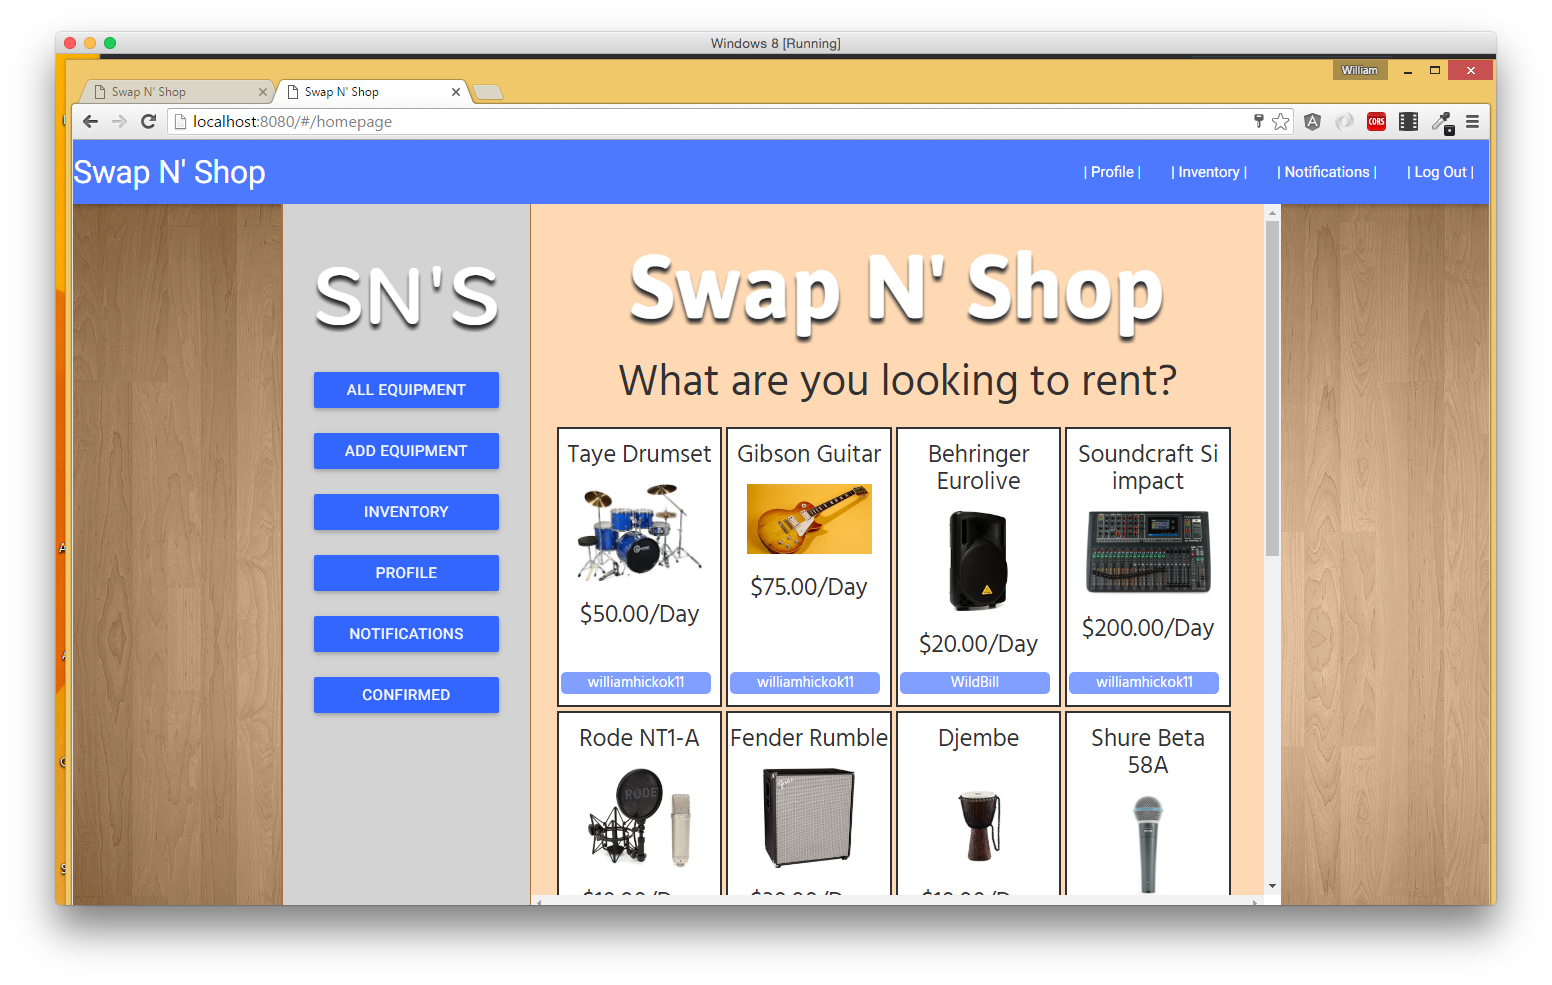 Windows 8 [Running]
William
Swap N' Shop
Swap N' Shop
localhost:8080/#/homepage
CORS
Swap N' Shop
| Profile |
| Inventory |
| Notifications |
| Log Out |
SN'S
ALL EQUIPMENT
ADD EQUIPMENT
INVENTORY
PROFILE
NOTIFICATIONS
CONFIRMED
Swap N' Shop
What are you looking to rent?
Taye Drumset
$50.00/Day
williamhickok11
Gibson Guitar
$75.00/Day
williamhickok11
Behringer
Eurolive
$20.00/Day
WildBill
Soundcraft Si
impact
$200.00/Day
williamhickok11
Rode NT1-A
RODE
Fender Rumble
Djembe
Shure Beta
58A